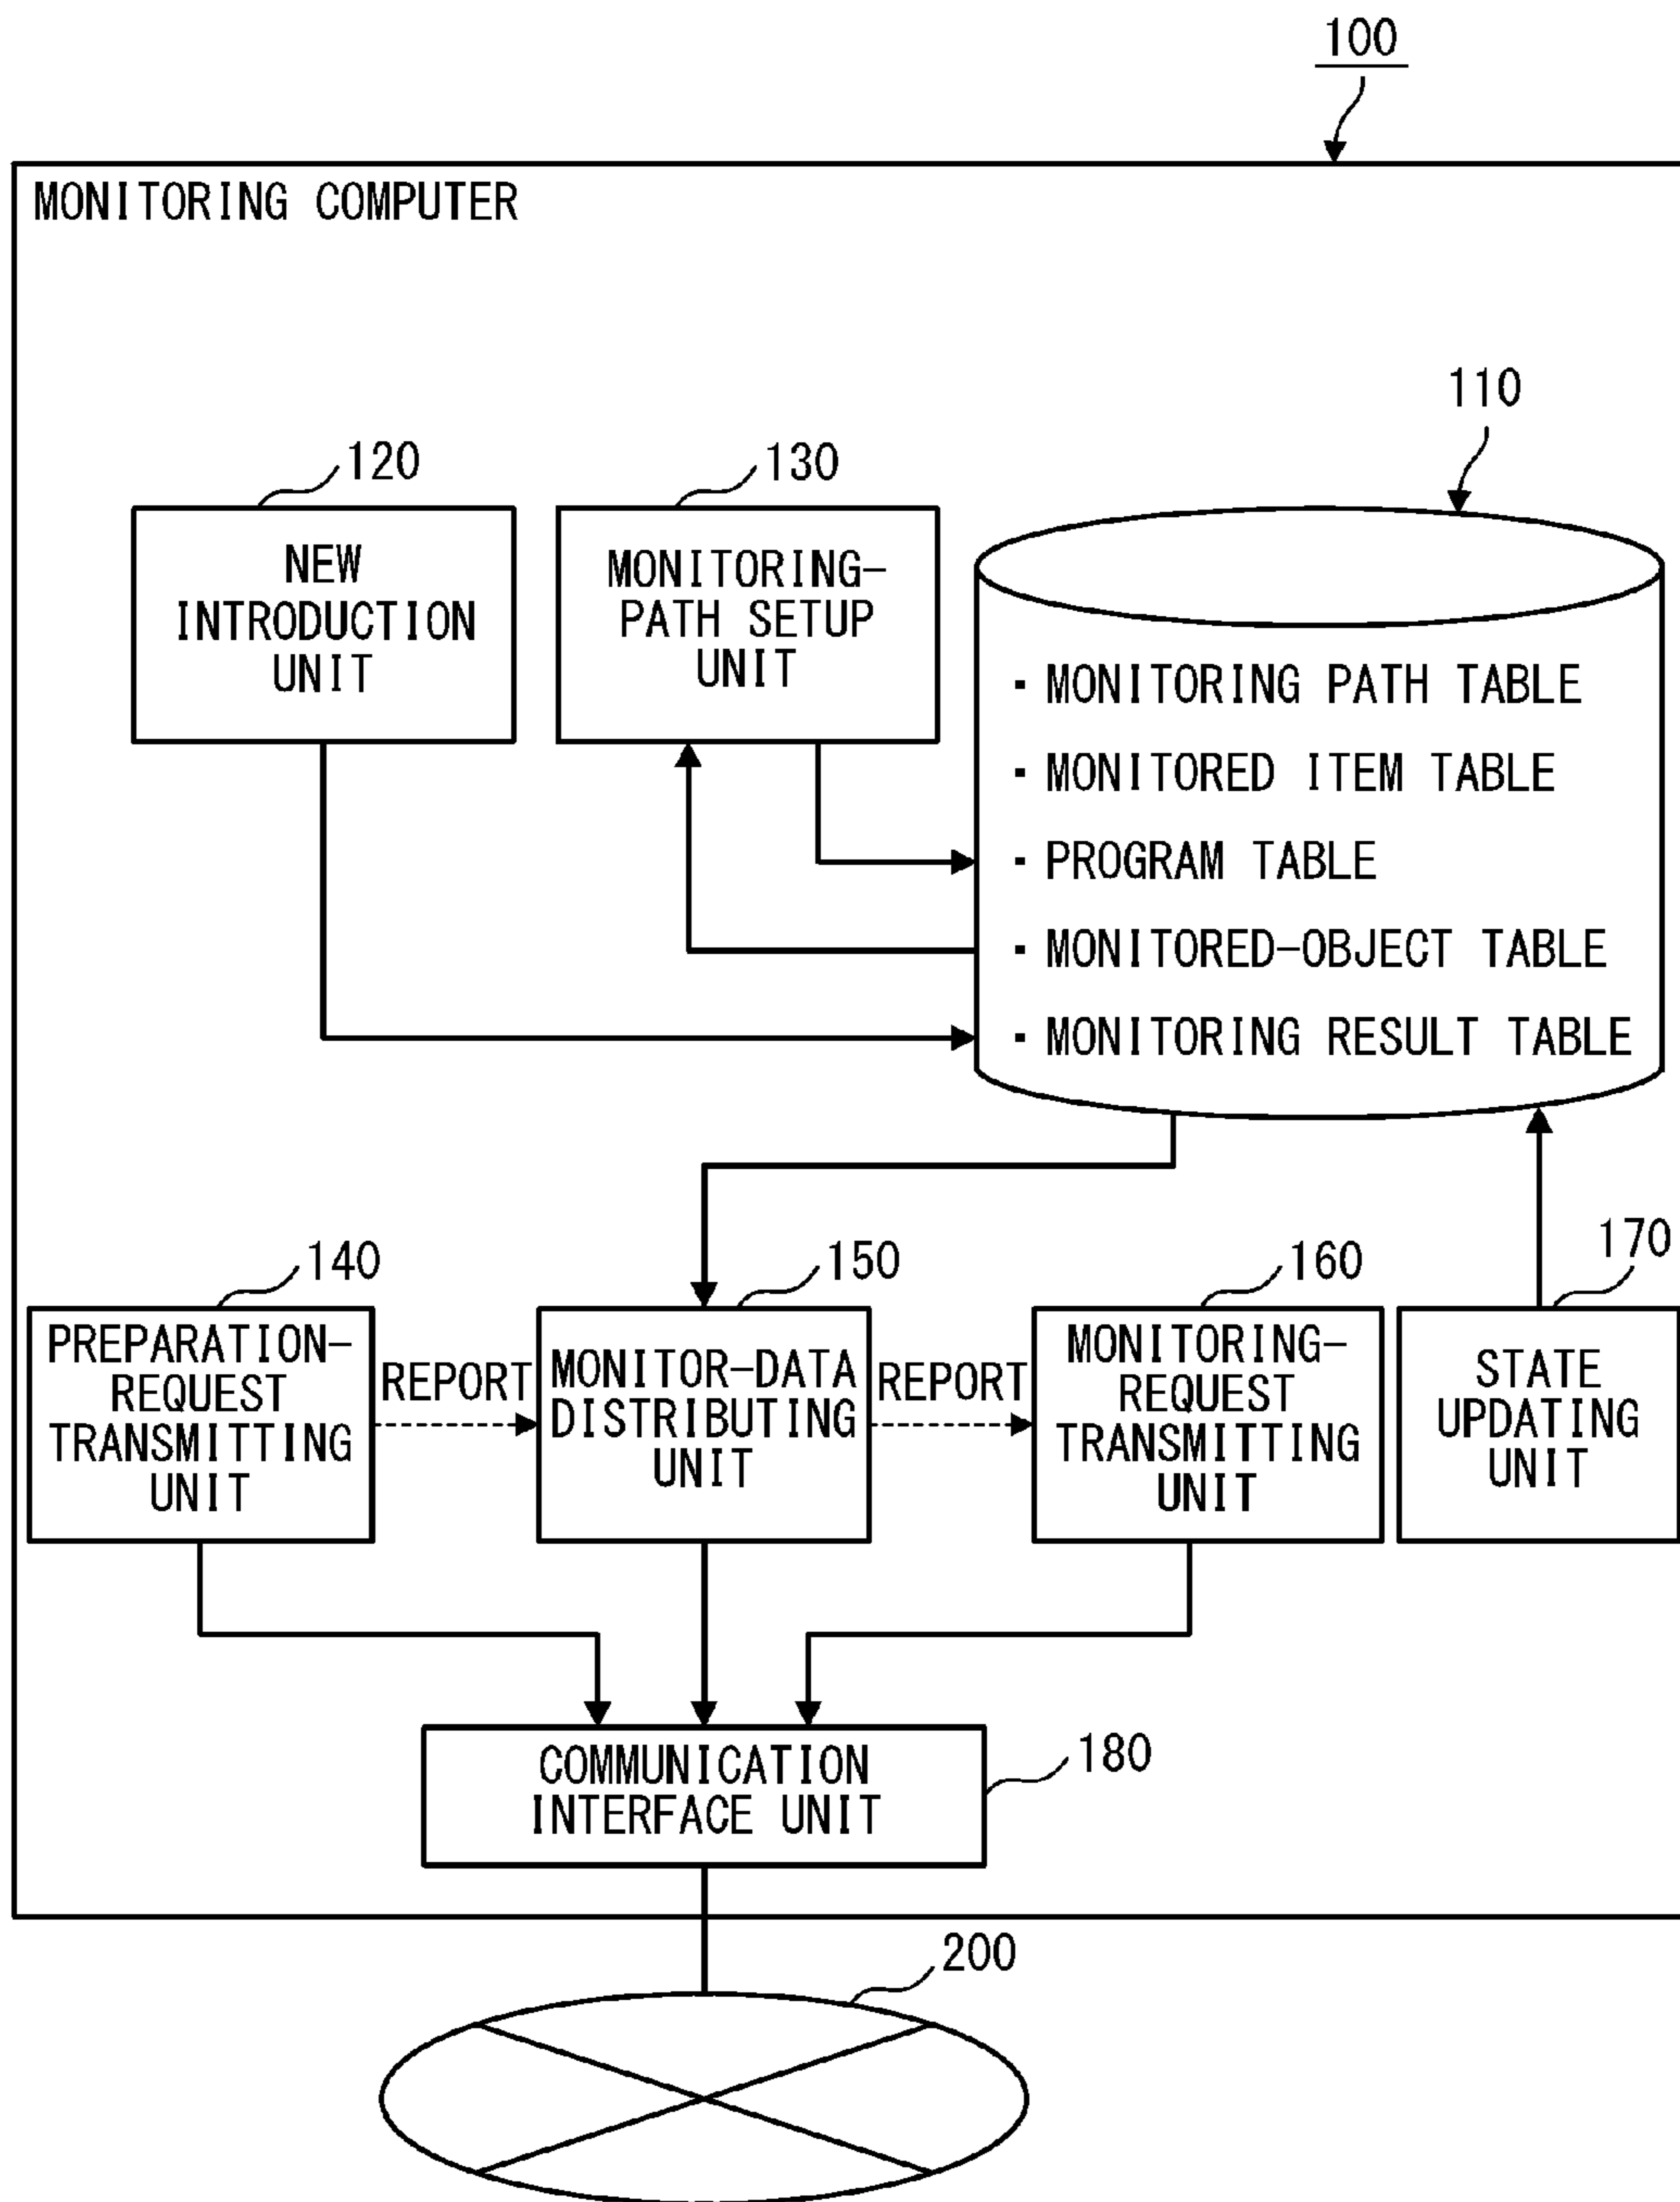 100
MONITORING COMPUTER
110
120
130
NEW
INTRODUCTION
UNIT
MONITORING-
PATH SETUP
UNIT
▪ MONITORING PATH TABLE
▪ MONITORED ITEM TABLE
▪ PROGRAM TABLE
▪ MONITORED-OBJECT TABLE
▪ MONITORING RESULT TABLE
140
150
160
170
PREPARATION-
REQUEST
TRANSMITTING
UNIT
REPORT
MONITOR-DATA
DISTRIBUTING
UNIT
REPORT
MONITORING-
REQUEST
TRANSMITTING
UNIT
STATE
UPDATING
UNIT
COMMUNICATION
INTERFACE UNIT
180
200